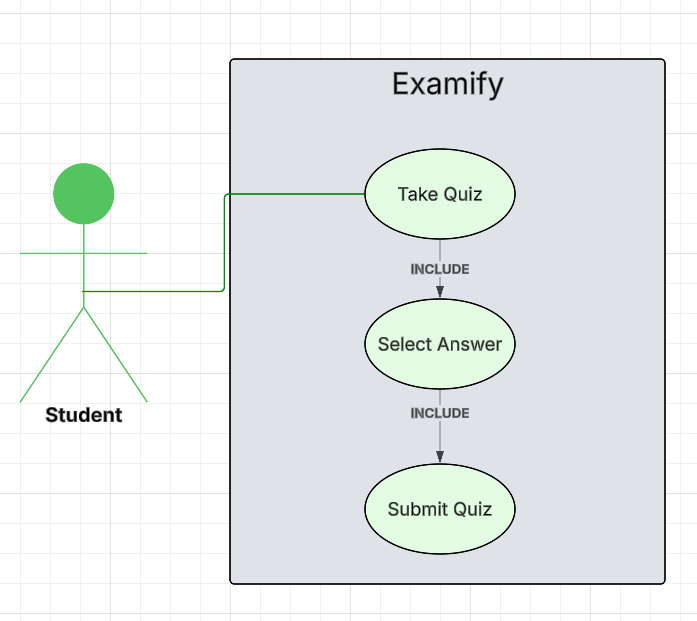 Examify
Take Quiz
INCLUDE
Select Answer
INCLUDE
Submit Quiz
Student